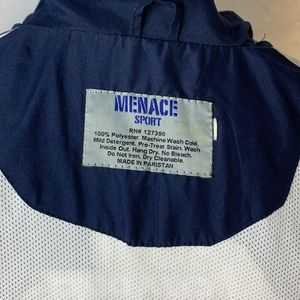 MENACE
SPORT
RN# 127390
100% Polyester. Machine Wash Cold.
Mild Detergent. Pre-Treat Stain. Wash
Inside Out. Hang Dry. No Bleach.
Do Not Iron. Dry Cleanable.
MADE IN PAKISTAN